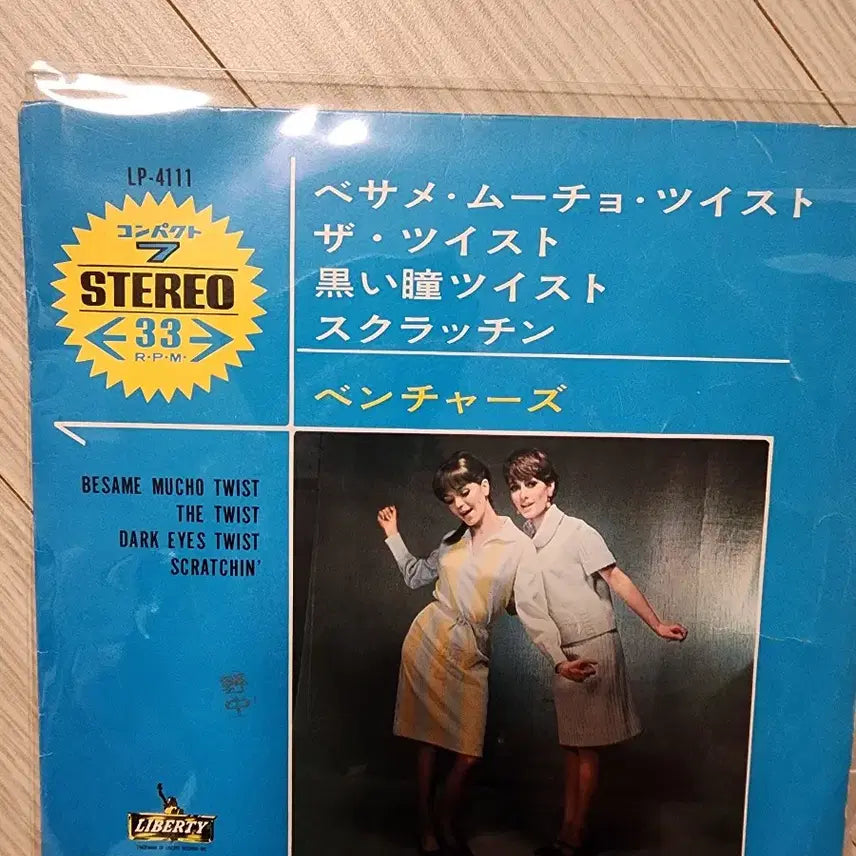 LP-4111
コンパクト
7
STEREO
33
R・P・M・
ベサメ・ムーチョ・ツイスト
ザ・ツイスト
黒い瞳ツイスト
スクラッチン
ベンチャーズ
BESAME MUCHO TWIST
THE TWIST
DARK EYES TWIST
SCRATCHIN'
LIBERTY